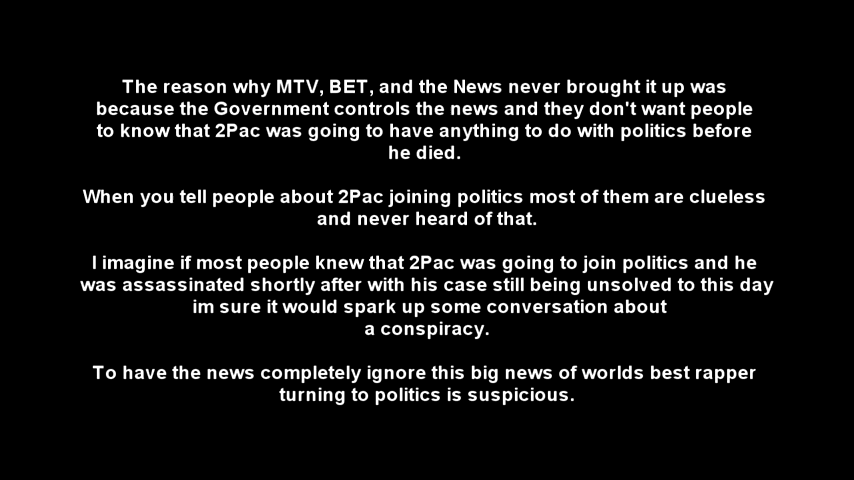 The reason why MTV, BET, and the News never brought it up was
because the Government controls the news and they don't want people
to know that 2Pac was going to have anything to do with politics before
he died.
When you tell people about 2Pac joining politics most of them are clueless
and never heard of that.
I imagine if most people knew that 2Pac was going to join politics and he
was assassinated shortly after with his case still being unsolved to this day
im sure it would spark up some conversation about
a conspiracy.
To have the news completely ignore this big news of worlds best rapper
turning to politics is suspicious.